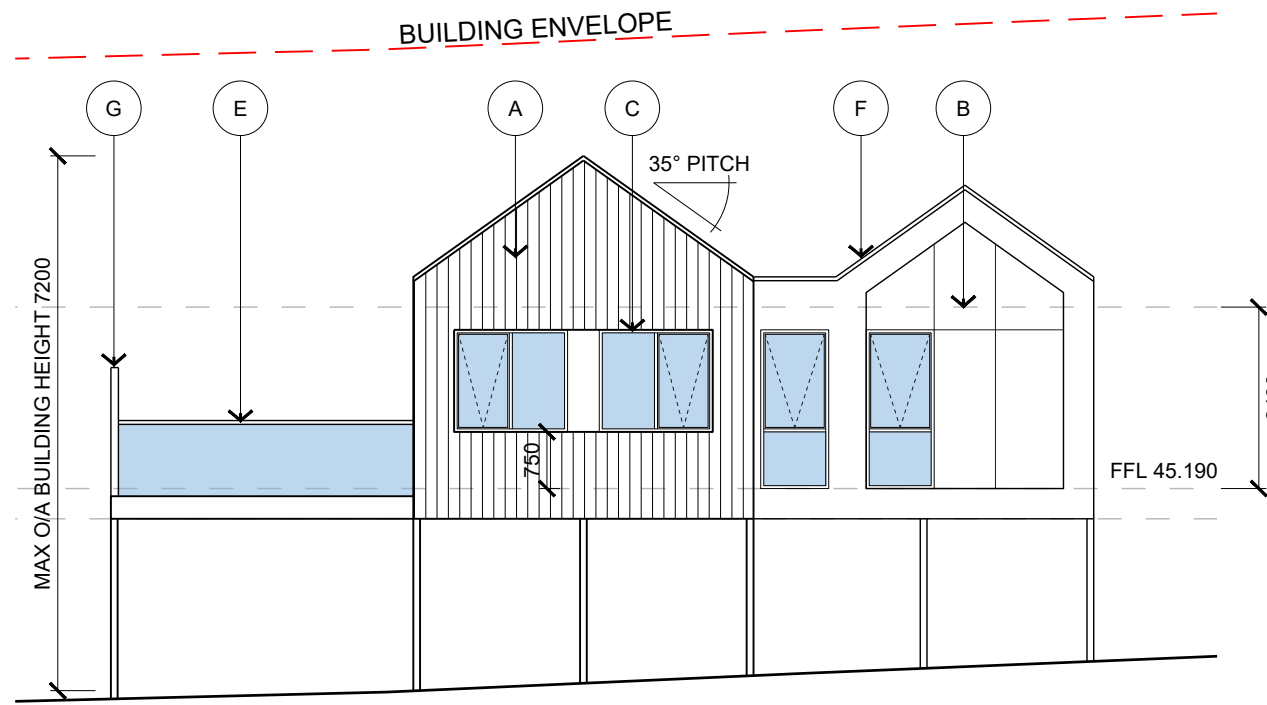 BUILDING ENVELOPE
G
E
A
C
F
B
35° PITCH
MAX O/A BUILDING HEIGHT 7200
750
FFL 45.190